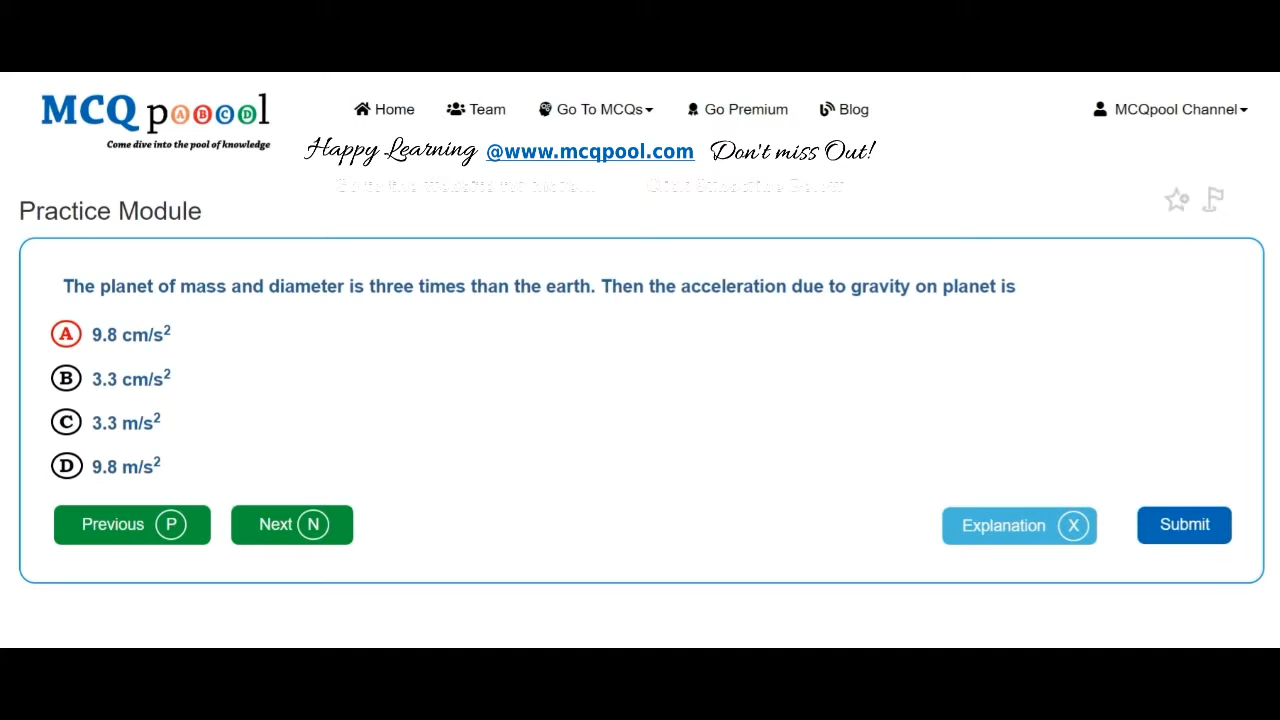 MCQ pooool
Come dive into the pool of knowledge
Home Team Go To MCQs Go Premium Blog MCQpool Channel
Happy Learning @www.mcqpool.com Don't miss Out!
Practice Module
The planet of mass and diameter is three times than the earth. Then the acceleration due to gravity on planet is
A 9.8 cm/s²
B 3.3 cm/s²
C 3.3 m/s²
D 9.8 m/s²
Previous P Next N Explanation X Submit